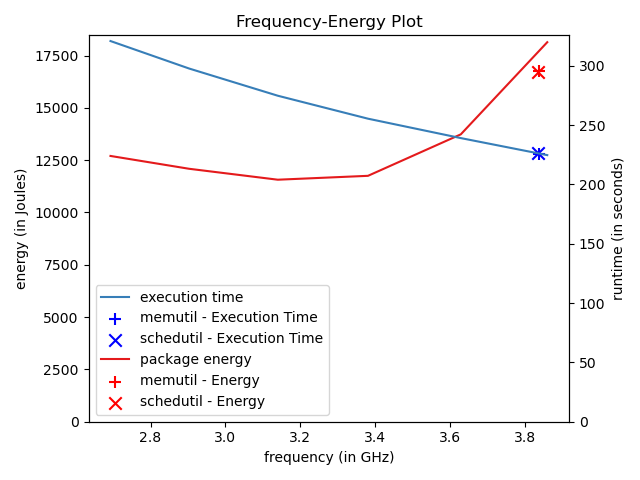 Frequency-Energy Plot
17500
15000
12500
10000
7500
5000
2500
0
energy (in Joules)
300
250
200
150
100
50
0
runtime (in seconds)
execution time
memutil - Execution Time
schedutil - Execution Time
package energy
memutil - Energy
schedutil - Energy
2.8 3.0 3.2 3.4 3.6 3.8
frequency (in GHz)